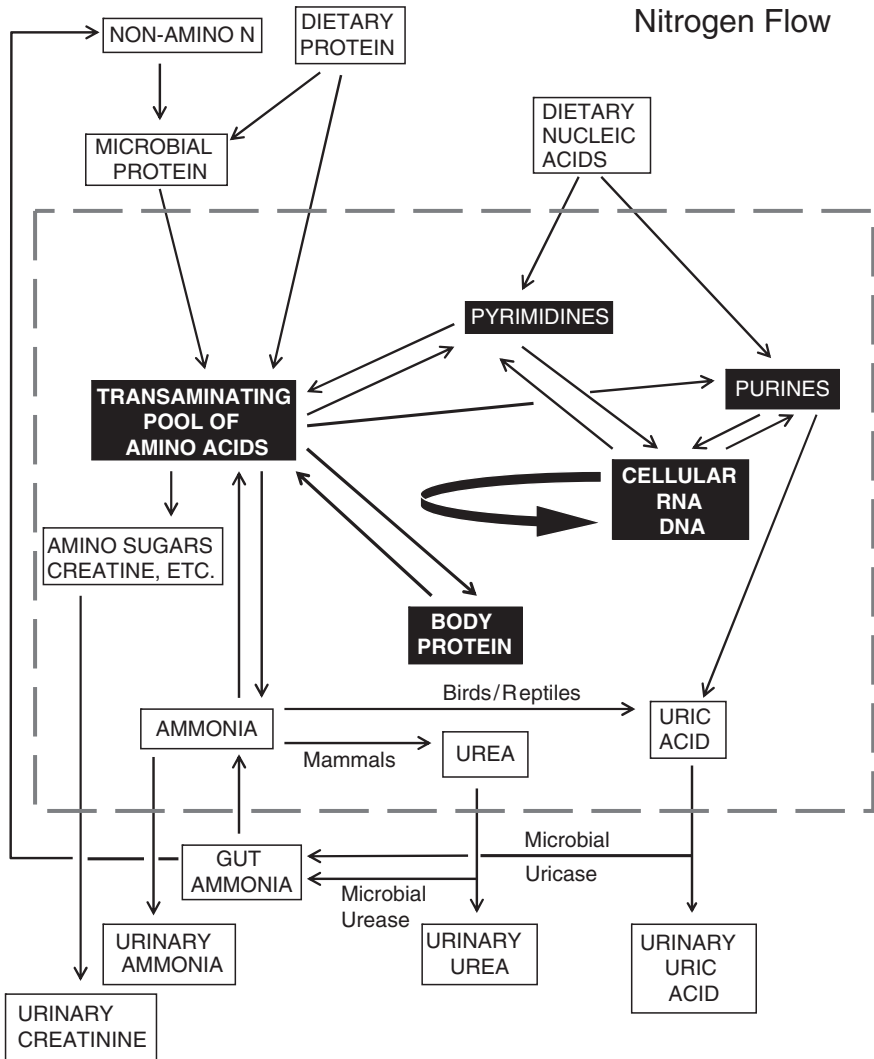 Nitrogen Flow
NON-AMINO N
DIETARY
PROTEIN
MICROBIAL
PROTEIN
DIETARY
NUCLEIC
ACIDS
PYRIMIDINES
PURINES
TRANSAMINATING
POOL OF
AMINO ACIDS
CELLULAR
RNA
DNA
AMINO SUGARS
CREATINE, ETC.
BODY
PROTEIN
Birds/Reptiles
AMMONIA
Mammals
UREA
URIC
ACID
GUT
AMMONIA
Microbial
Uricase
Microbial
Urease
URINARY
AMMONIA
URINARY
UREA
URINARY
URIC
ACID
URINARY
CREATININE